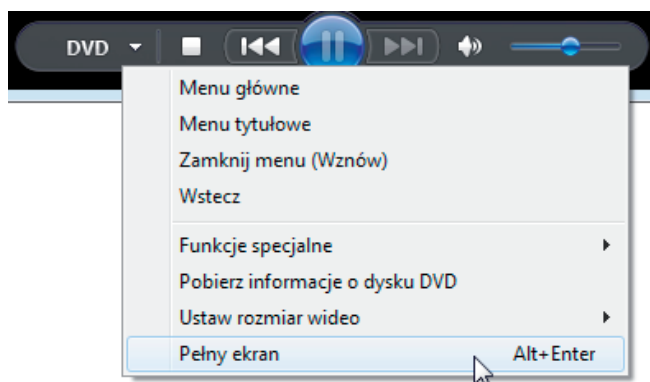 DVD
Menu główne
Menu tytułowe
Zamknij menu (Wznów)
Wstecz
Funkcje specjalne
Pobierz informacje o dysku DVD
Ustaw rozmiar wideo
Pełny ekran Alt+Enter